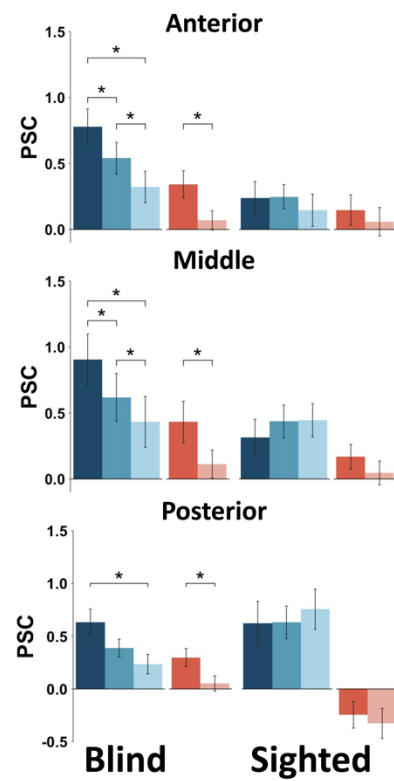 Anterior
* * * *
PSC
1.5
1.0
0.5
0.0
Middle
* * * *
PSC
1.5
1.0
0.5
0.0
Posterior
* *
PSC
1.5
1.0
0.5
0.0
-0.5
Blind Sighted